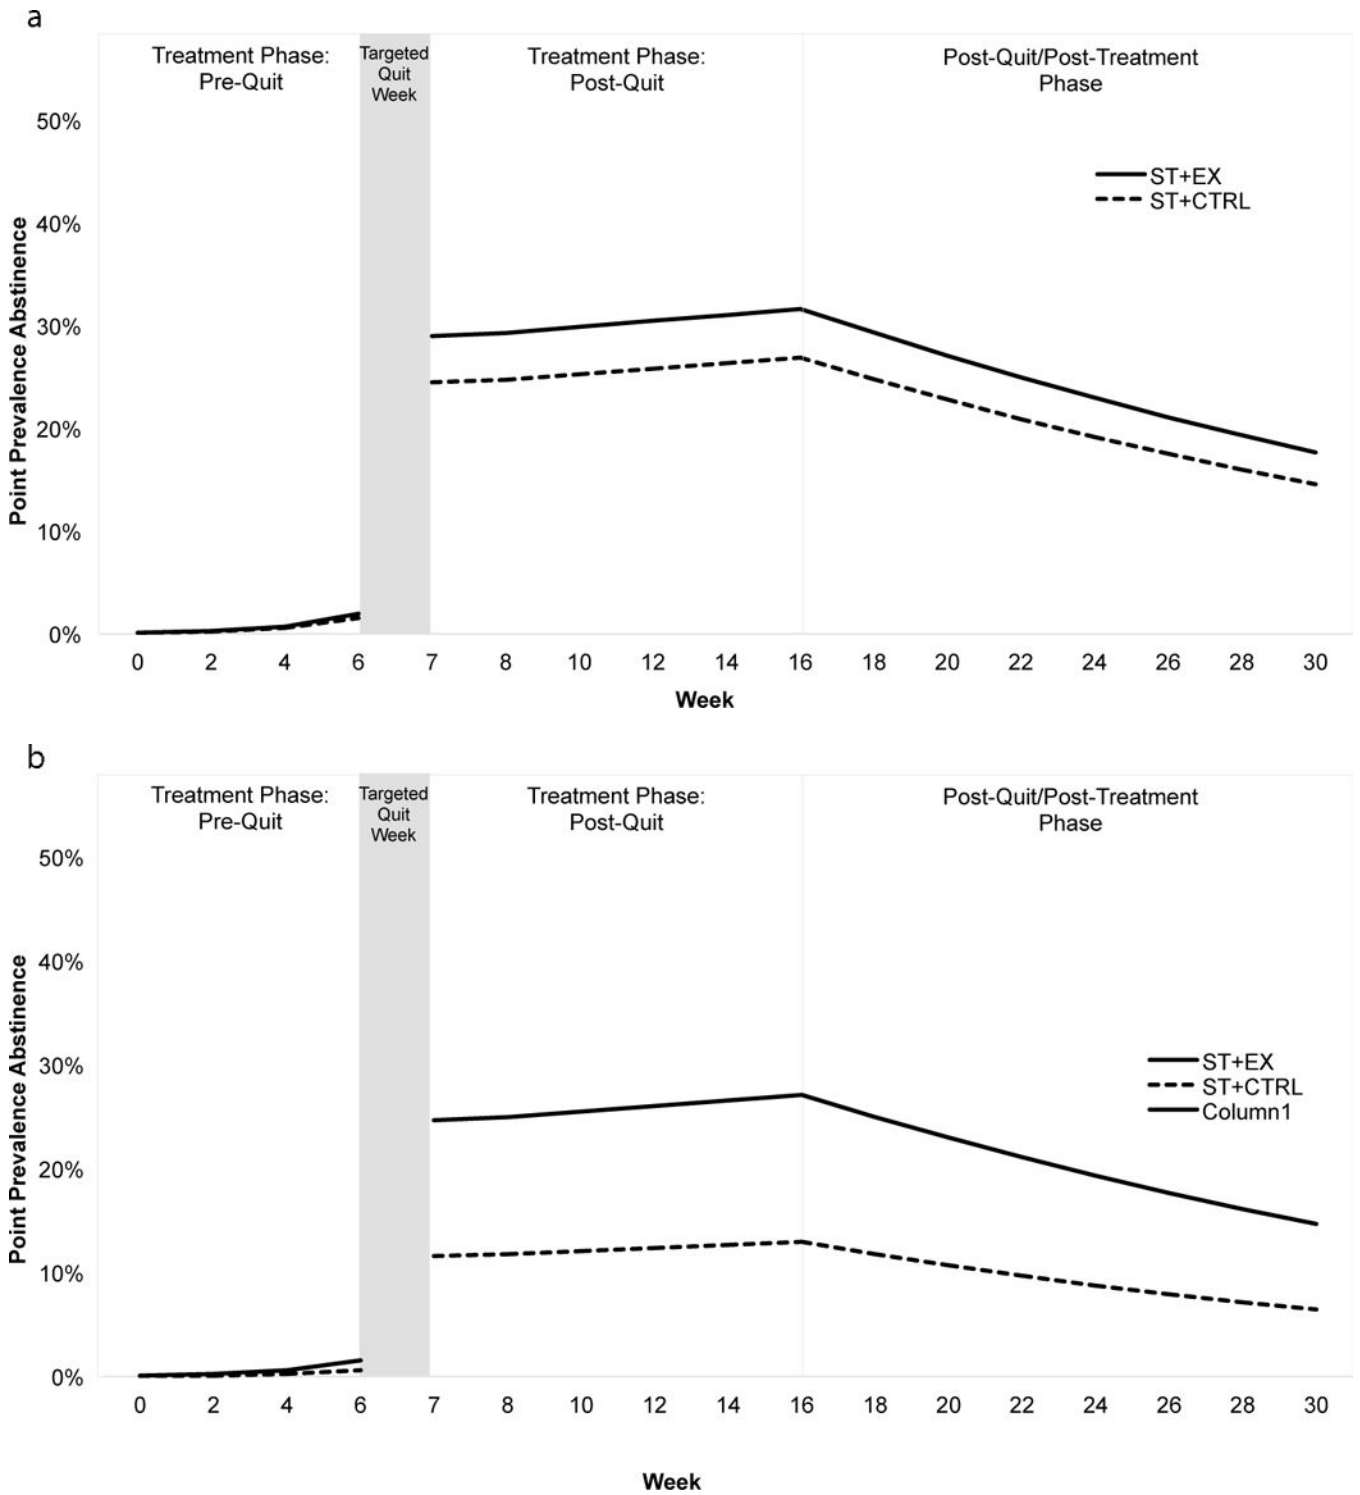 a
Treatment Phase:
Pre-Quit
Targeted
Quit
Week
Treatment Phase:
Post-Quit
Post-Quit/Post-Treatment
Phase
50%
40%
30%
20%
10%
0%
Point Prevalence Abstinence
ST+EX
ST+CTRL
0 2 4 6 7 8 10 12 14 16 18 20 22 24 26 28 30
Week
b
Treatment Phase:
Pre-Quit
Targeted
Quit
Week
Treatment Phase:
Post-Quit
Post-Quit/Post-Treatment
Phase
50%
40%
30%
20%
10%
0%
Point Prevalence Abstinence
ST+EX
ST+CTRL
Column1
0 2 4 6 7 8 10 12 14 16 18 20 22 24 26 28 30
Week